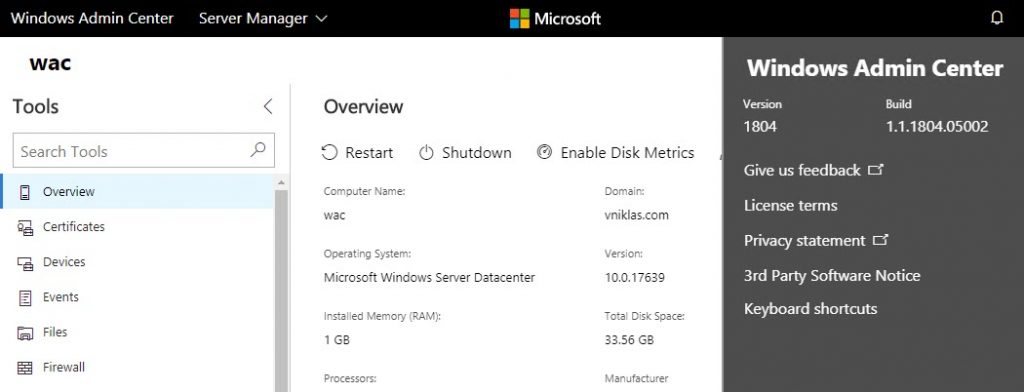 Windows Admin Center Server Manager Microsoft
wac
Tools
Search Tools
Overview
Certificates
Devices
Events
Files
Firewall
Overview
Restart Shutdown Enable Disk Metrics
Computer Name: Domain:
wac vniklas.com
Operating System: Version:
Microsoft Windows Server Datacenter 10.0.17639
Installed Memory (RAM): Total Disk Space:
1 GB 33.56 GB
Processors: Manufacturer
Windows Admin Center
Version Build
1804 1.1.1804.05002
Give us feedback
License terms
Privacy statement
3rd Party Software Notice
Keyboard shortcuts